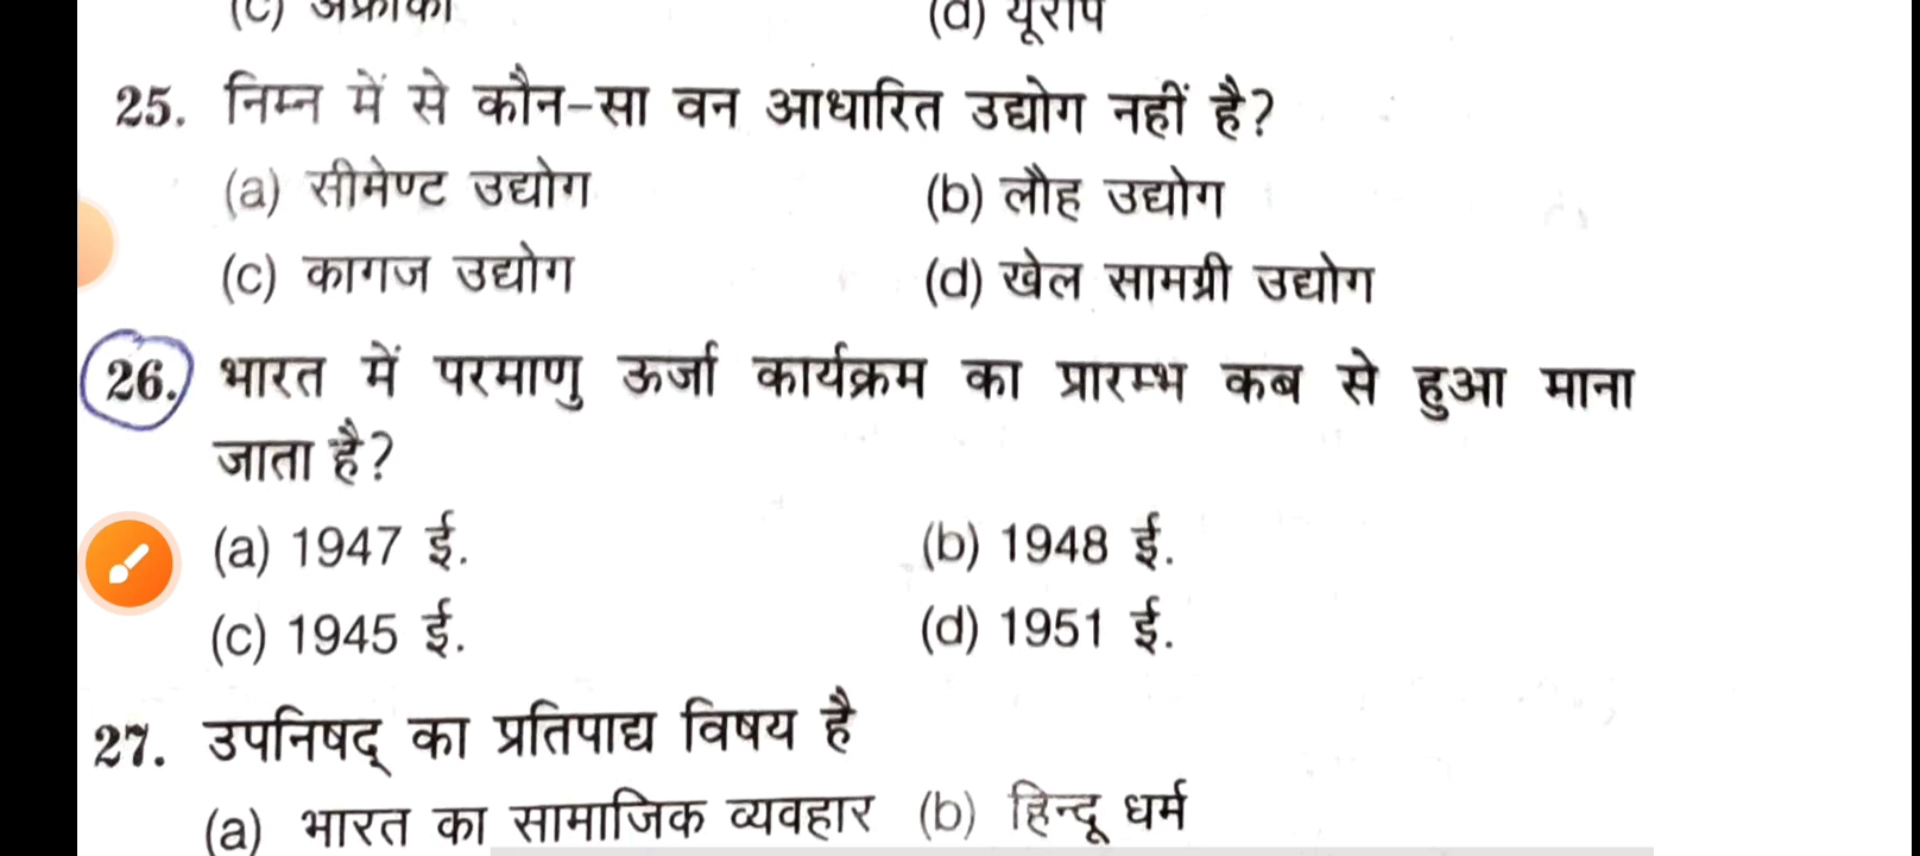 (c) अफ्रीका (d) यूरोप
25. निम्न में से कौन-सा वन आधारित उद्योग नहीं है?
(a) सीमेण्ट उद्योग (b) लौह उद्योग
(c) कागज उद्योग (d) खेल सामग्री उद्योग
26. भारत में परमाणु ऊर्जा कार्यक्रम का प्रारम्भ कब से हुआ माना
जाता है?
(a) 1947 ई. (b) 1948 ई.
(c) 1945 ई. (d) 1951 ई.
27. उपनिषद् का प्रतिपाद्य विषय है
(a) भारत का सामाजिक व्यवहार (b) हिन्दू धर्म